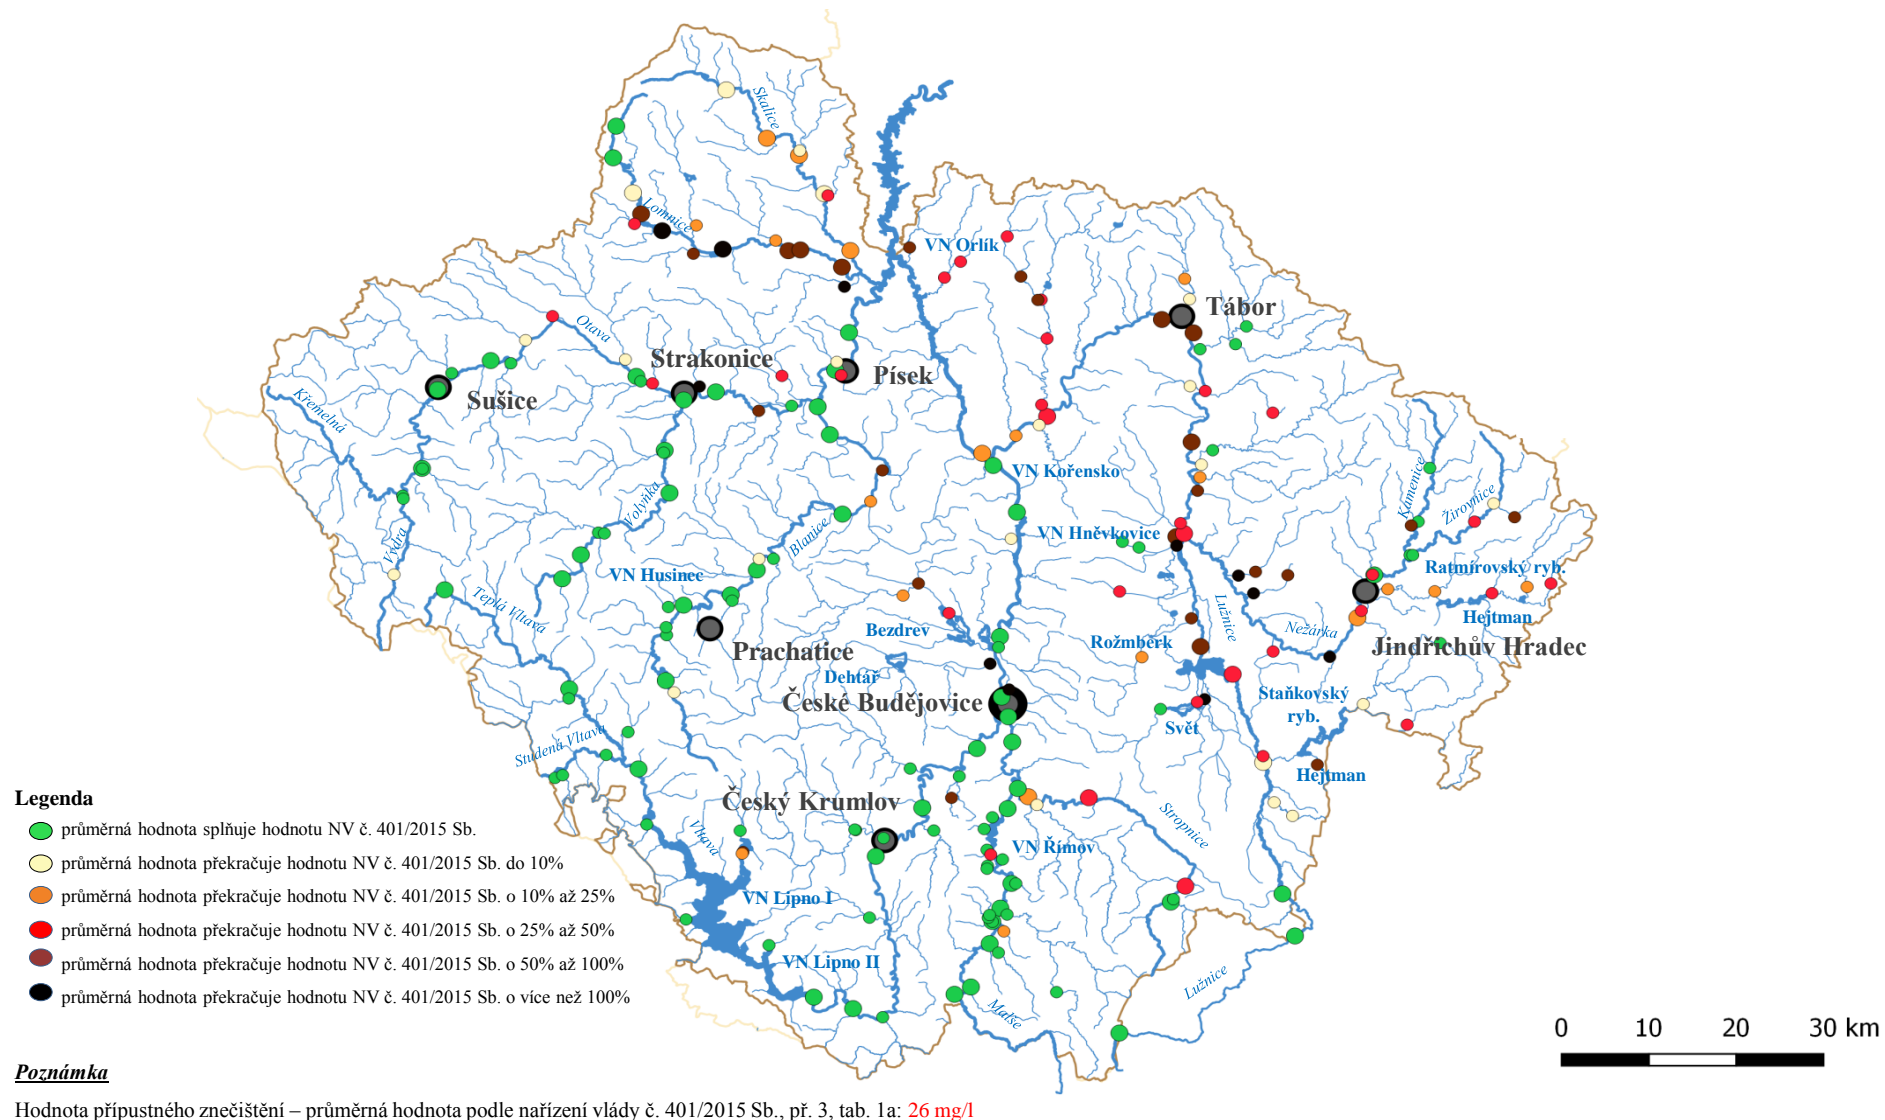 Skalice
Lomnice
VN Orlík
Tábor
Otava
Strakonice
Písek
Sušice
Křemelná
VN Kořensko
Kamenice
Žirovnice
Volyňka
Blanice
VN Hněvkovice
Vydra
VN Husinec
Ratmírovský ryb.
Teplá Vltava
Lužnice
Hejtman
Bezdrev
Nežárka
Rožmberk
Jindřichův Hradec
Prachatice
Dehtář
České Budějovice
Staňkovský
ryb.
Svět
Studená Vltava
Hejtman
Český Krumlov
Stropnice
Vltava
VN Římov
VN Lipno I
VN Lipno II
Lužnice
Malše
Legenda
průměrná hodnota splňuje hodnotu NV č. 401/2015 Sb.
průměrná hodnota překračuje hodnotu NV č. 401/2015 Sb. do 10%
průměrná hodnota překračuje hodnotu NV č. 401/2015 Sb. o 10% až 25%
průměrná hodnota překračuje hodnotu NV č. 401/2015 Sb. o 25% až 50%
průměrná hodnota překračuje hodnotu NV č. 401/2015 Sb. o 50% až 100%
průměrná hodnota překračuje hodnotu NV č. 401/2015 Sb. o více než 100%
0 10 20 30 km
Poznámka
Hodnota přípustného znečištění – průměrná hodnota podle nařízení vlády č. 401/2015 Sb., př. 3, tab. 1a: 26 mg/l